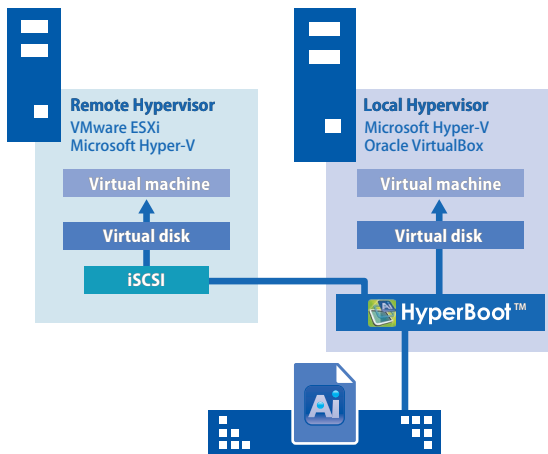 Remote Hypervisor
VMware ESXi
Microsoft Hyper-V
Virtual machine
Virtual disk
iSCSI
Local Hypervisor
Microsoft Hyper-V
Oracle VirtualBox
Virtual machine
Virtual disk
HyperBoot™
Ai